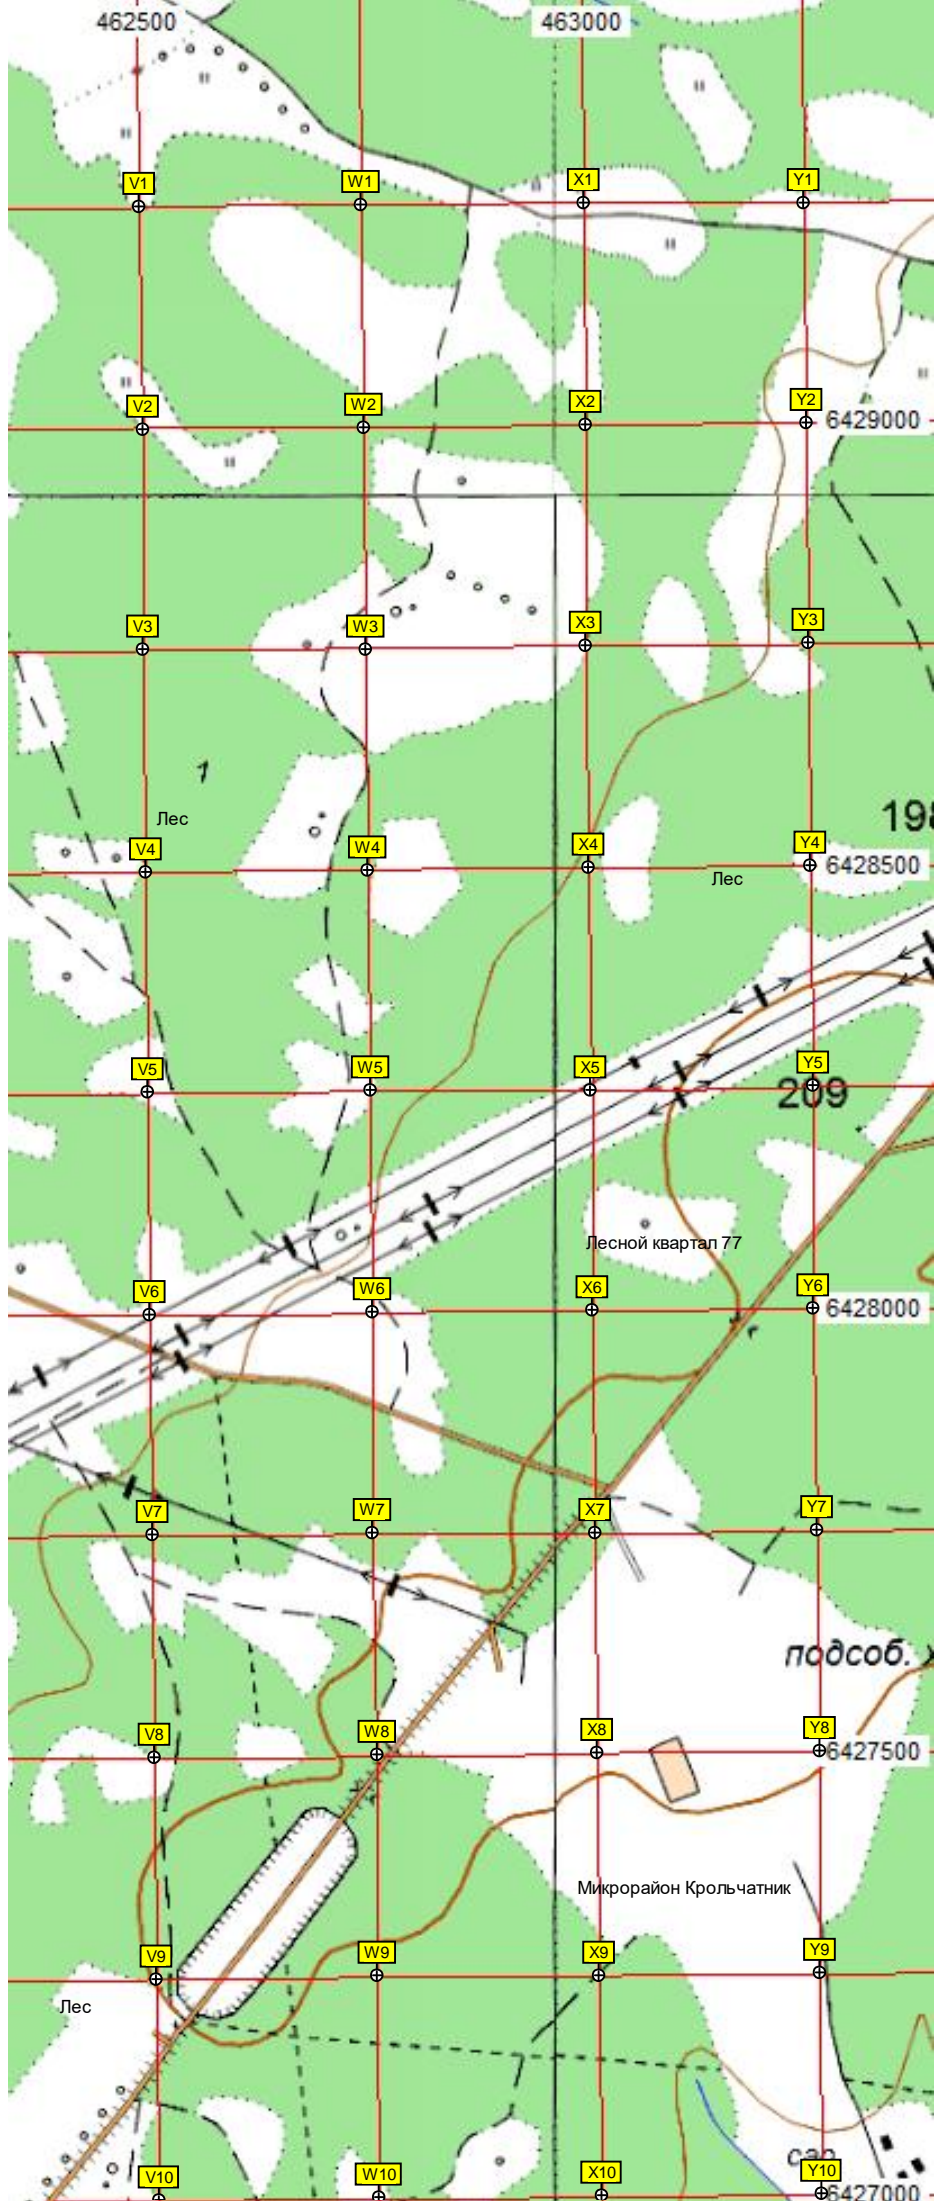 462500 463000
V1 W1 X1 Y1
V2 W2 X2 Y2
6429000
V3 W3 X3 Y3
1
198
Лес
V4 W4 X4 Y4
6428500
Лес
V5 W5 X5 Y5
209
Лесной квартал 77
V6 W6 X6 Y6
6428000
V7 W7 X7 Y7
подсоб.
V8 W8 X8 Y8
6427500
Микрорайон Крольчатник
V9 W9 X9 Y9
Лес
V10 W10 X10 Y10
6427000